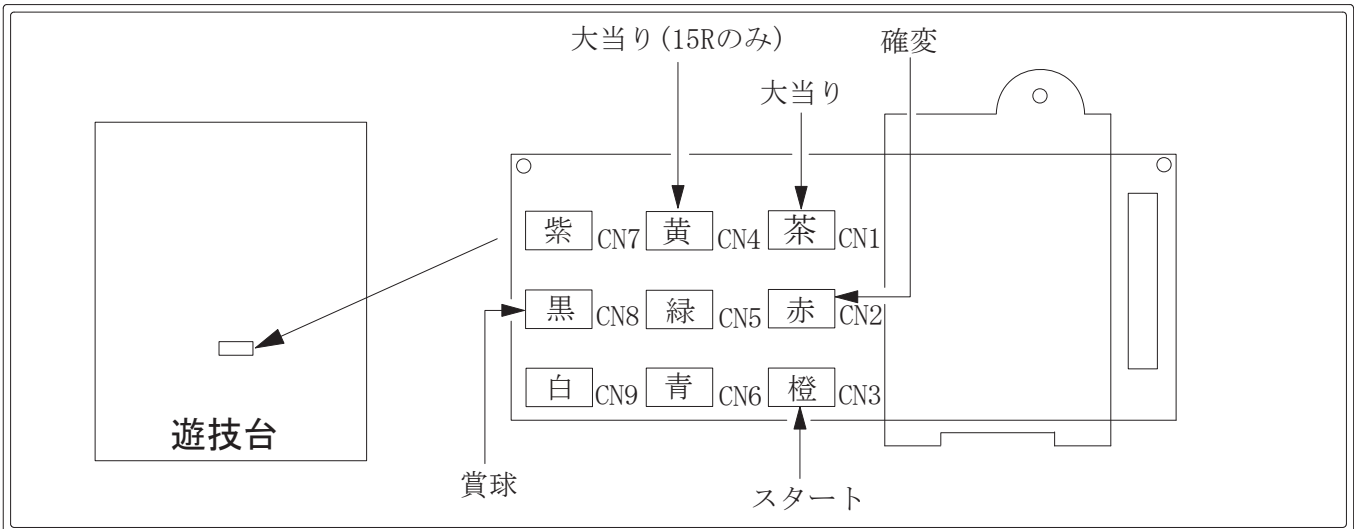 大当り(15Rのみ)
確変
大当り
紫 CN7 黄 CN4 茶 CN1
黒 CN8 緑 CN5 赤 CN2
白 CN9 青 CN6 橙 CN3
遊技台
賞球
スタート